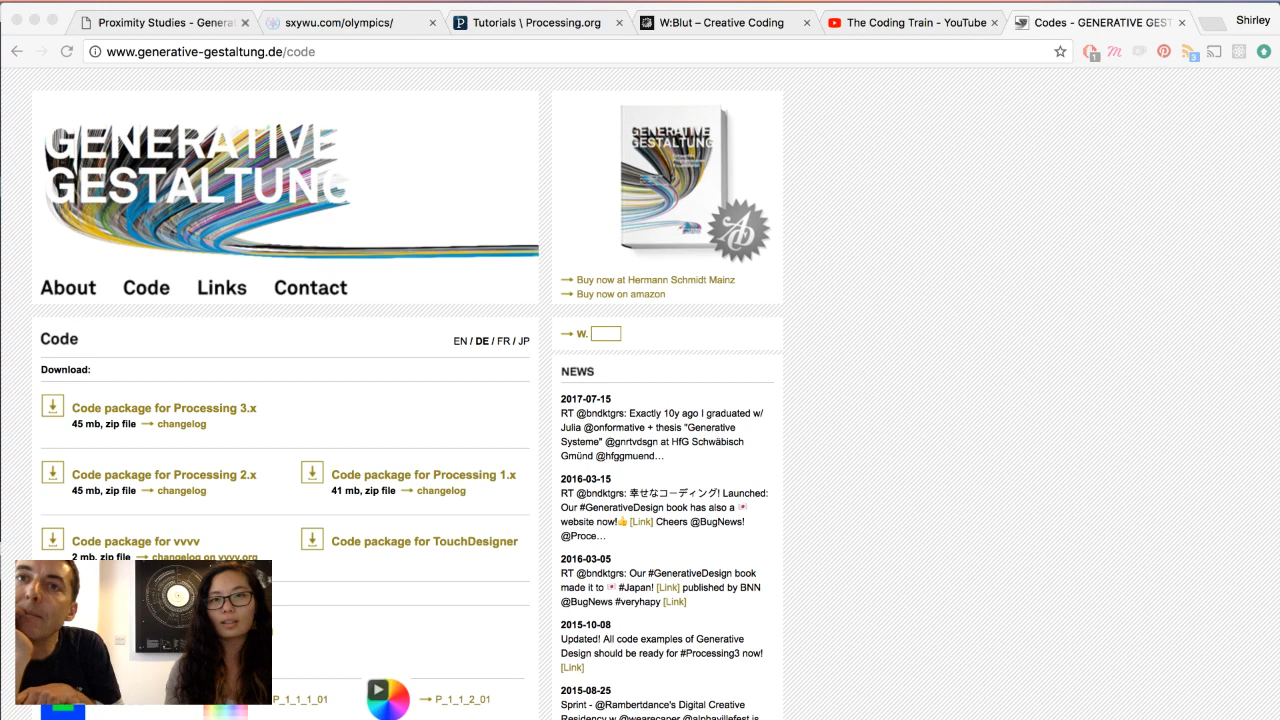 Proximity Studies - Genera
sxywu.com/olympics/
Tutorials \ Processing.org
W:Blut – Creative Coding
The Coding Train - YouTube
Codes - GENERATIVE GEST
Shirley
www.generative-gestaltung.de/code
1
3
GENERATIVE
GESTALTUNG
About
Code
Links
Contact
GENERATIVE
GESTALTUNG
→ Buy now at Hermann Schmidt Mainz
→ Buy now on amazon
Code
EN / DE / FR / JP
Download:
Code package for Processing 3.x
45 mb, zip file → changelog
Code package for Processing 2.x
45 mb, zip file → changelog
Code package for Processing 1.x
41 mb, zip file → changelog
Code package for vvvv
2 mb, zip file → changelog on vvvv.org
Code package for TouchDesigner
P_1_1_1_01
→ P_1_1_2_01
→ W.
NEWS
2017-07-15
RT @bndktgrs: Exactly 10y ago I graduated w/
Julia @onformative + thesis "Generative
Systeme" @gnrtvdsgn at HfG Schwäbisch
Gmünd @hfggmuend…
2016-03-15
RT @bndktgrs: 幸せなコーディング! Launched:
Our #GenerativeDesign book has also a 🇯🇵
website now!👍 [Link] Cheers @BugNews!
@Proce…
2016-03-05
RT @bndktgrs: Our #GenerativeDesign book
made it to 🇯🇵 #Japan! [Link] published by BNN
@BugNews #veryhapy [Link]
2015-10-08
Updated! All code examples of Generative
Design should be ready for #Processing3 now!
[Link]
2015-08-25
Sprint - @Rambertdance's Digital Creative
Residency w @wearecaper @alphavillefest is